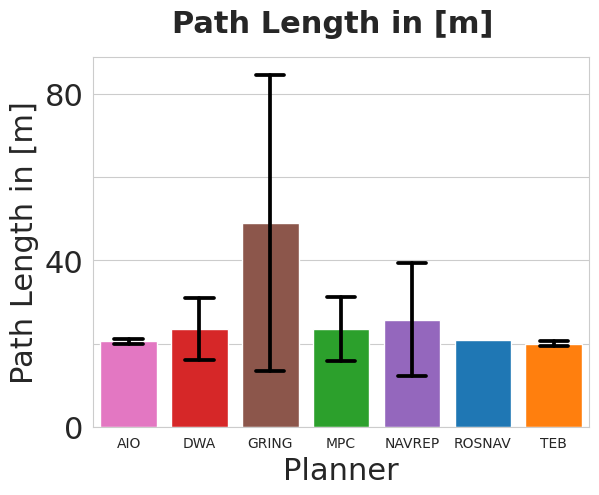 Path Length in [m]
Path Length in [m]
80
40
0
AIO DWA GRING MPC NAVREP ROSNAV TEB
Planner